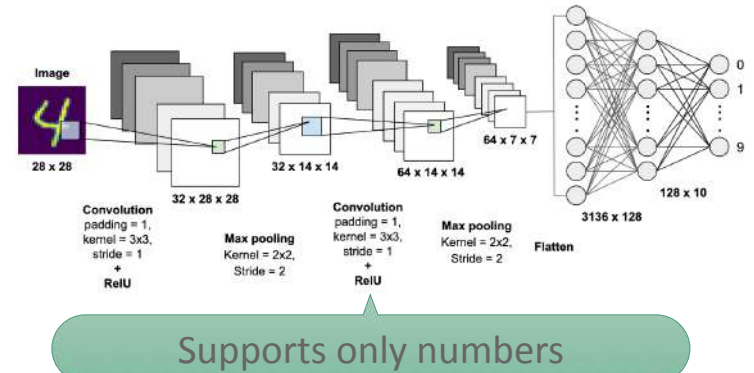 Image
28 x 28
32 x 28 x 28
32 x 14 x 14
64 x 14 x 14
64 x 7 x 7
3136 x 128
128 x 10
0
1
9
Convolution
padding = 1,
kernel = 3x3,
stride = 1
+
RelU
Max pooling
Kernel = 2x2,
Stride = 2
Convolution
padding = 1,
kernel = 3x3,
stride = 1
+
RelU
Max pooling
Kernel = 2x2,
Stride = 2
Flatten
Supports only numbers